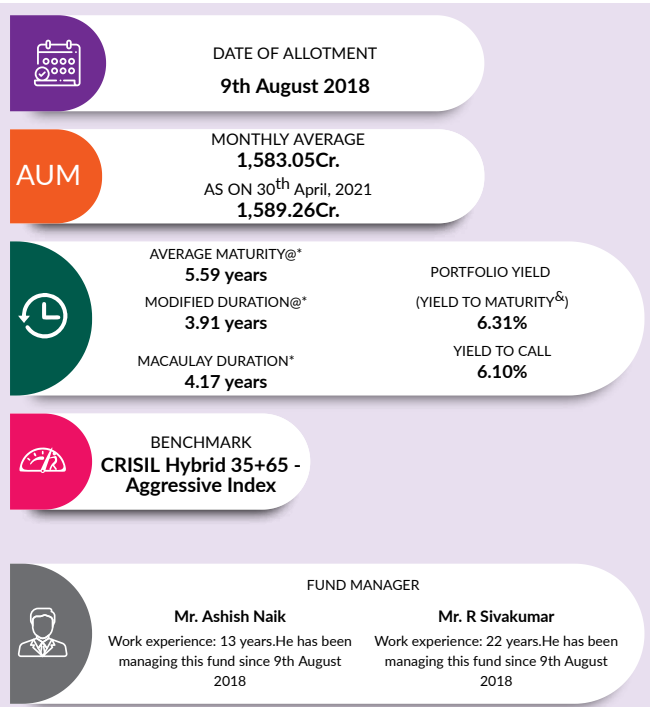 DATE OF ALLOTMENT
9th August 2018
AUM
MONTHLY AVERAGE
1,583.05Cr.
AS ON 30th April, 2021
1,589.26Cr.
AVERAGE MATURITY@*
5.59 years
MODIFIED DURATION@*
3.91 years
MACAULAY DURATION*
4.17 years
PORTFOLIO YIELD
(YIELD TO MATURITY&)
6.31%
YIELD TO CALL
6.10%
BENCHMARK
CRISIL Hybrid 35+65 -
Aggressive Index
FUND MANAGER
Mr. Ashish Naik
Work experience: 13 years.He has been
managing this fund since 9th August
2018
Mr. R Sivakumar
Work experience: 22 years.He has been
managing this fund since 9th August
2018